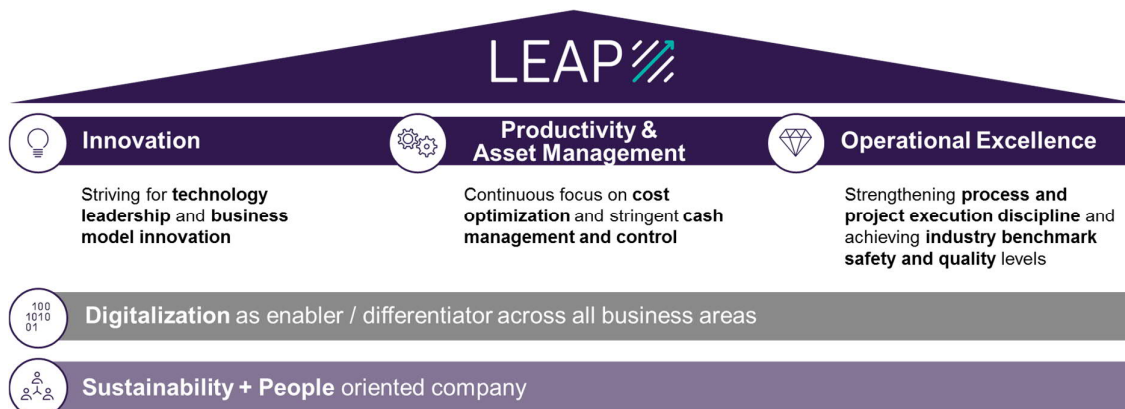 LEAP
Innovation
Striving for technology
leadership and business
model innovation
Productivity &
Asset Management
Continuous focus on cost
optimization and stringent cash
management and control
Operational Excellence
Strengthening process and
project execution discipline and
achieving industry benchmark
safety and quality levels
100
1010
01
Digitalization as enabler / differentiator across all business areas
Sustainability + People oriented company